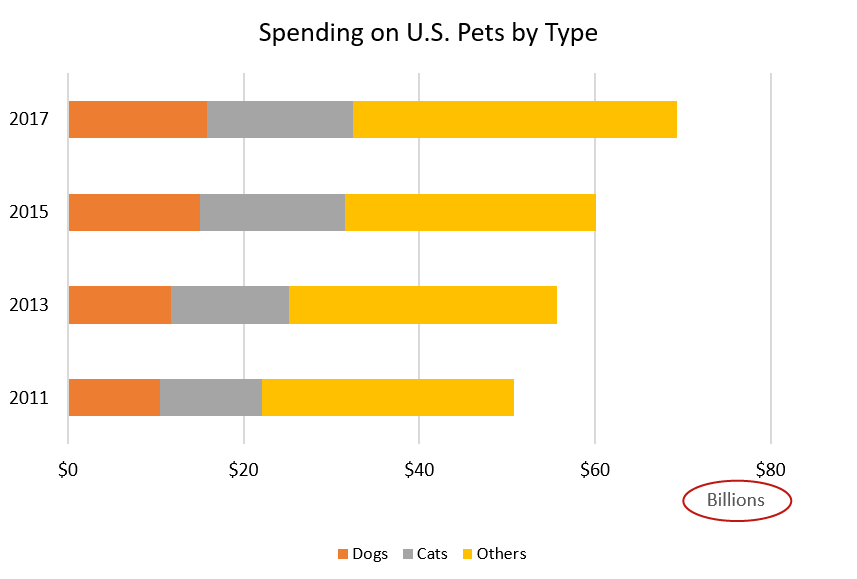 Spending on U.S. Pets by Type
2017
2015
2013
2011
$0 $20 $40 $60 $80
Billions
Dogs Cats Others